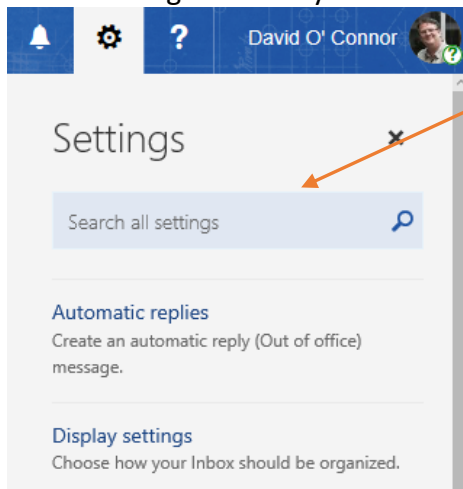 ?
David O' Connor
?
Settings
Search all settings
Automatic replies
Create an automatic reply (Out of office)
message.
Display settings
Choose how your Inbox should be organized.